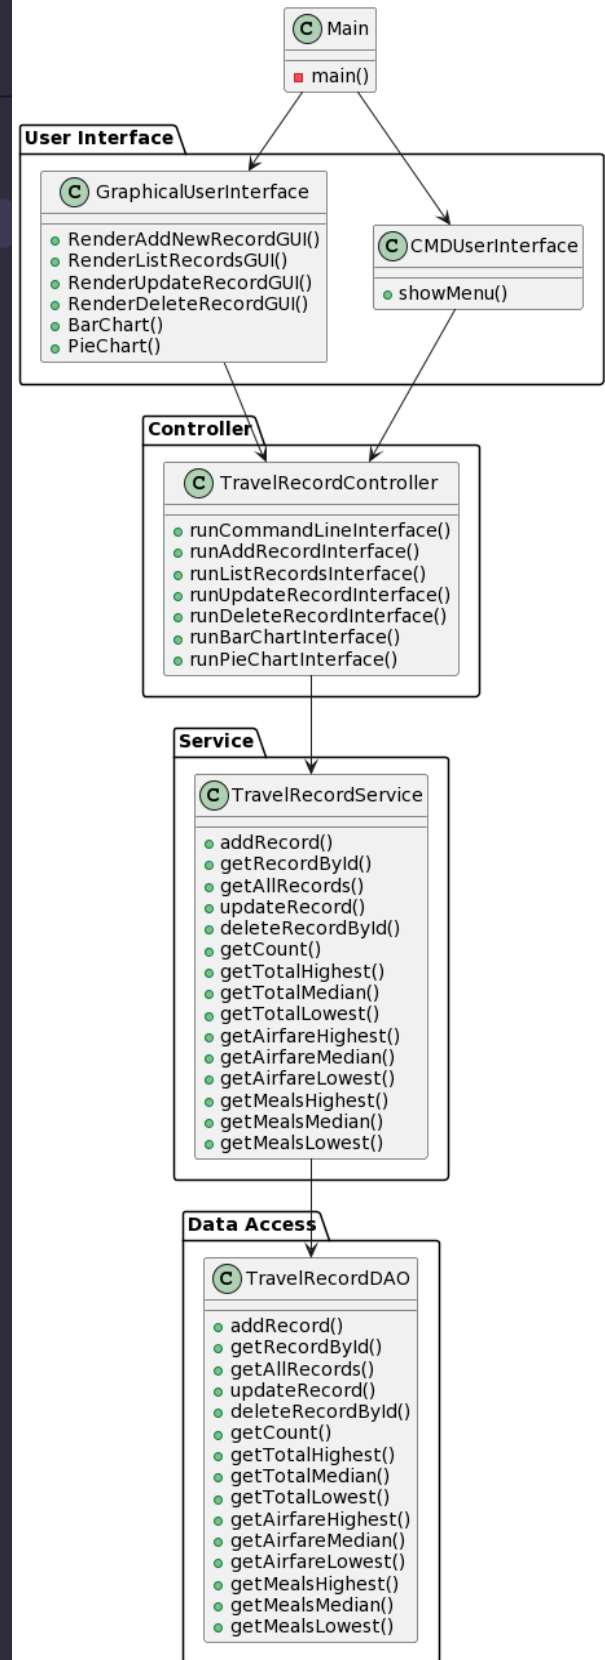 C Main
main()
User Interface
C GraphicalUserInterface
RenderAddNewRecordGUI()
RenderListRecordsGUI()
RenderUpdateRecordGUI()
RenderDeleteRecordGUI()
BarChart()
PieChart()
C CMDUserInterface
showMenu()
Controller
C TravelRecordController
runCommandLineInterface()
runAddRecordInterface()
runListRecordsInterface()
runUpdateRecordInterface()
runDeleteRecordInterface()
runBarChartInterface()
runPieChartInterface()
Service
C TravelRecordService
addRecord()
getRecordById()
getAllRecords()
updateRecord()
deleteRecordById()
getCount()
getTotalHighest()
getTotalMedian()
getTotalLowest()
getAirfareHighest()
getAirfareMedian()
getAirfareLowest()
getMealsHighest()
getMealsMedian()
getMealsLowest()
Data Access
C TravelRecordDAO
addRecord()
getRecordById()
getAllRecords()
updateRecord()
deleteRecordById()
getCount()
getTotalHighest()
getTotalMedian()
getTotalLowest()
getAirfareHighest()
getAirfareMedian()
getAirfareLowest()
getMealsHighest()
getMealsMedian()
getMealsLowest()